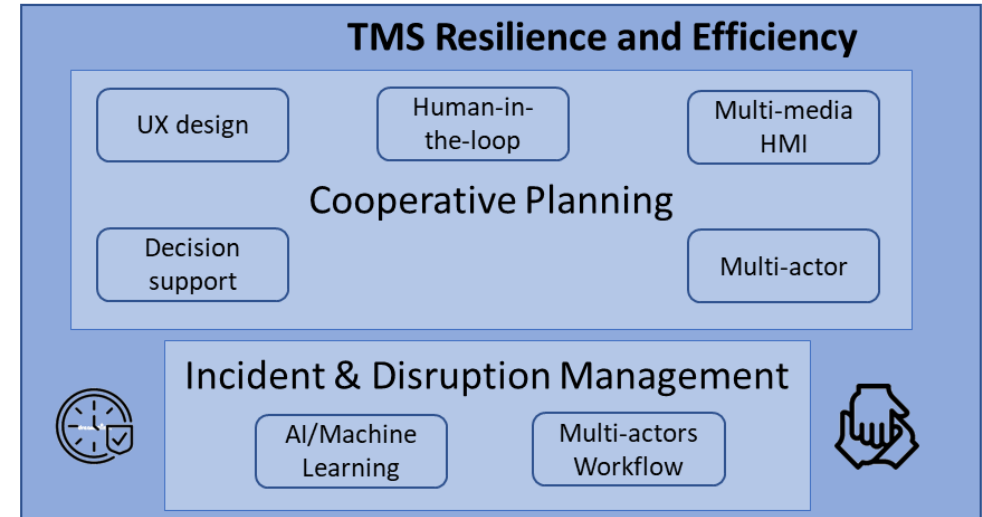 TMS Resilience and Efficiency
UX design
Human-in-
the-loop
Multi-media
HMI
Cooperative Planning
Decision
support
Multi-actor
Incident & Disruption Management
AI/Machine
Learning
Multi-actors
Workflow